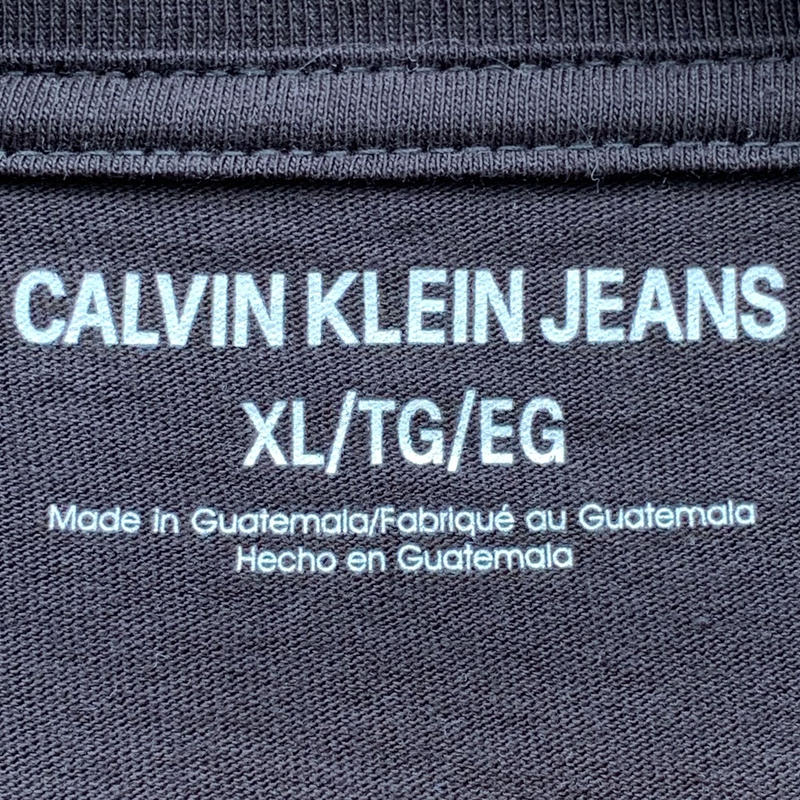 CALVIN KLEIN JEANS
XL/TG/EG
Made in Guatemala/Fabriqué au Guatemala
Hecho en Guatemala